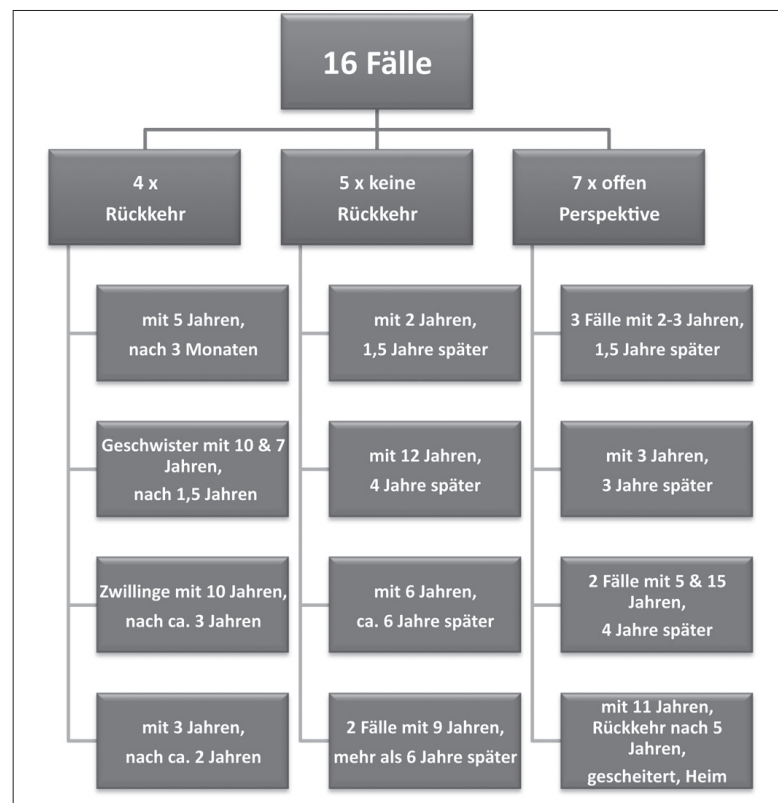 16 Fälle
4 x
Rückkehr
mit 5 Jahren,
nach 3 Monaten
Geschwister mit 10 & 7
Jahren,
nach 1,5 Jahren
Zwillinge mit 10 Jahren,
nach ca. 3 Jahren
mit 3 Jahren,
nach ca. 2 Jahren
5 x keine
Rückkehr
mit 2 Jahren,
1,5 Jahre später
mit 12 Jahren,
4 Jahre später
mit 6 Jahren,
ca. 6 Jahre später
2 Fälle mit 9 Jahren,
mehr als 6 Jahre später
7 x offen
Perspektive
3 Fälle mit 2-3 Jahren,
1,5 Jahre später
mit 3 Jahren,
3 Jahre später
2 Fälle mit 5 & 15
Jahren,
4 Jahre später
mit 11 Jahren,
Rückkehr nach 5
Jahren,
gescheitert, Heim